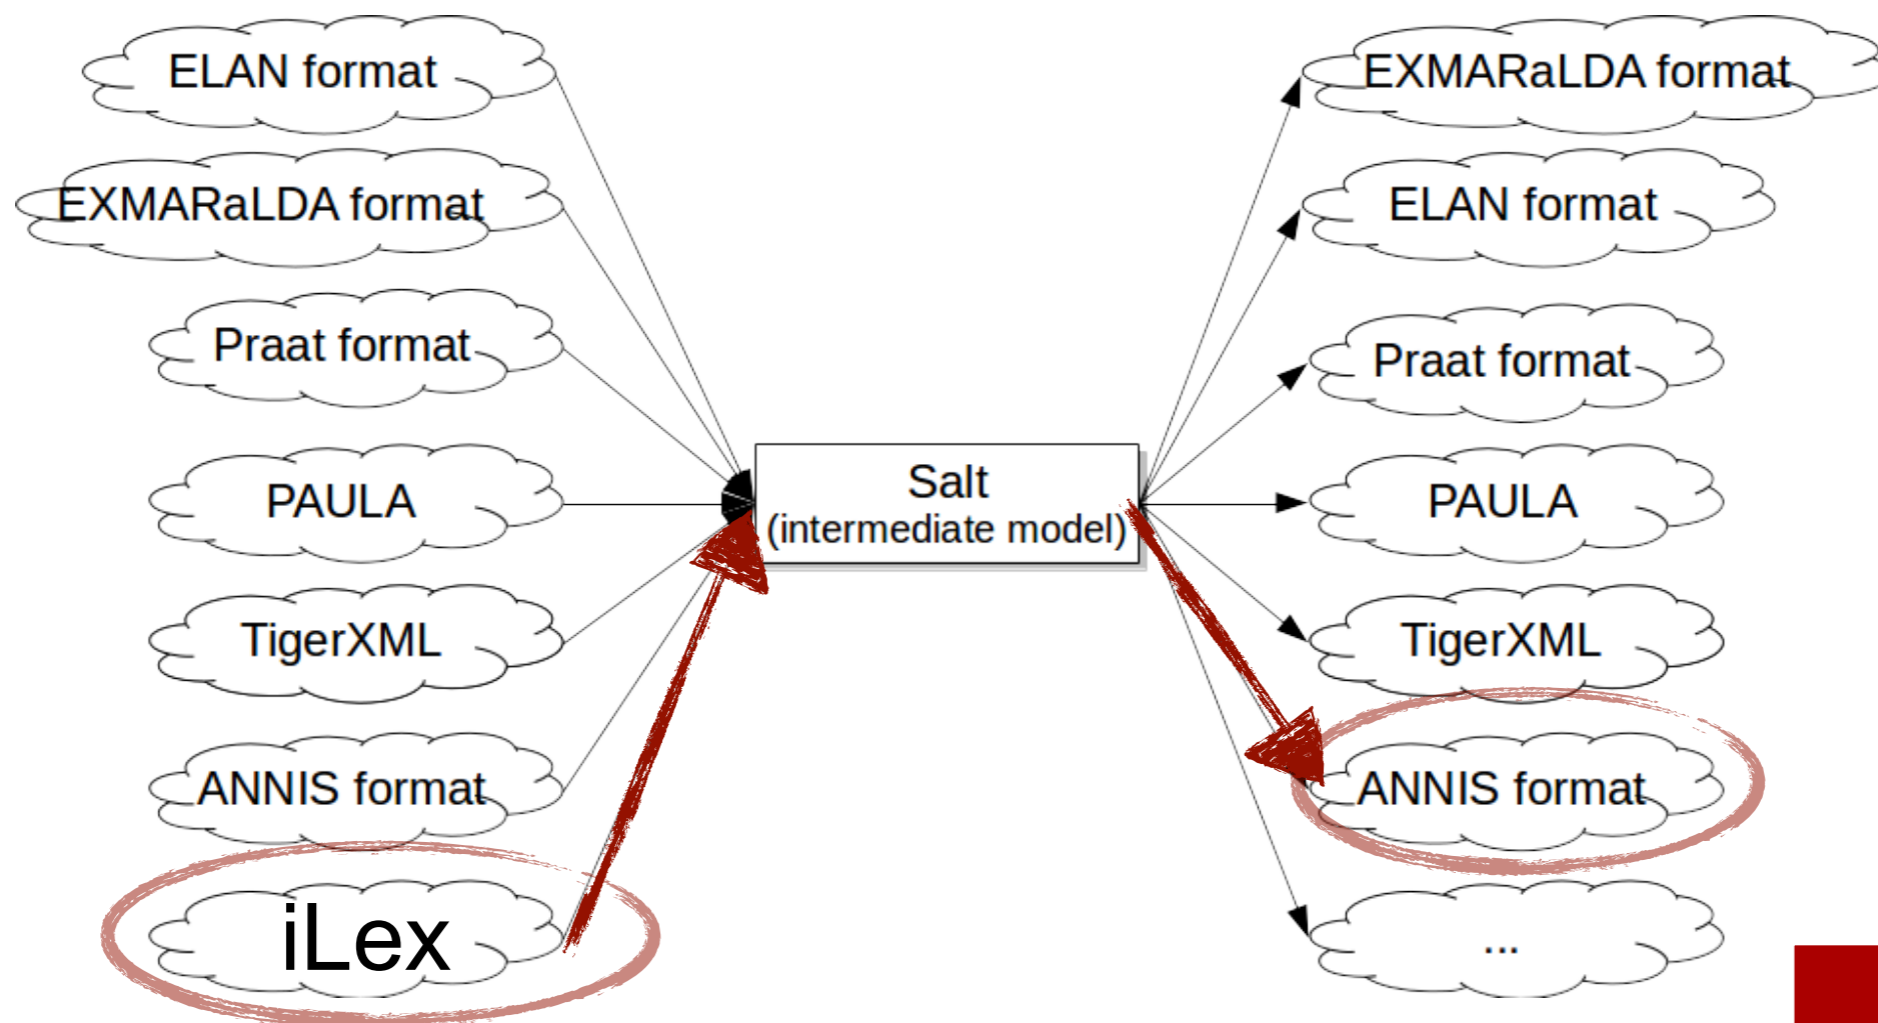 ELAN format
EXMARaLDA format
Praat format
PAULA
TigerXML
ANNIS format
iLex
Salt
(intermediate model)
EXMARaLDA format
ELAN format
Praat format
PAULA
TigerXML
ANNIS format
...